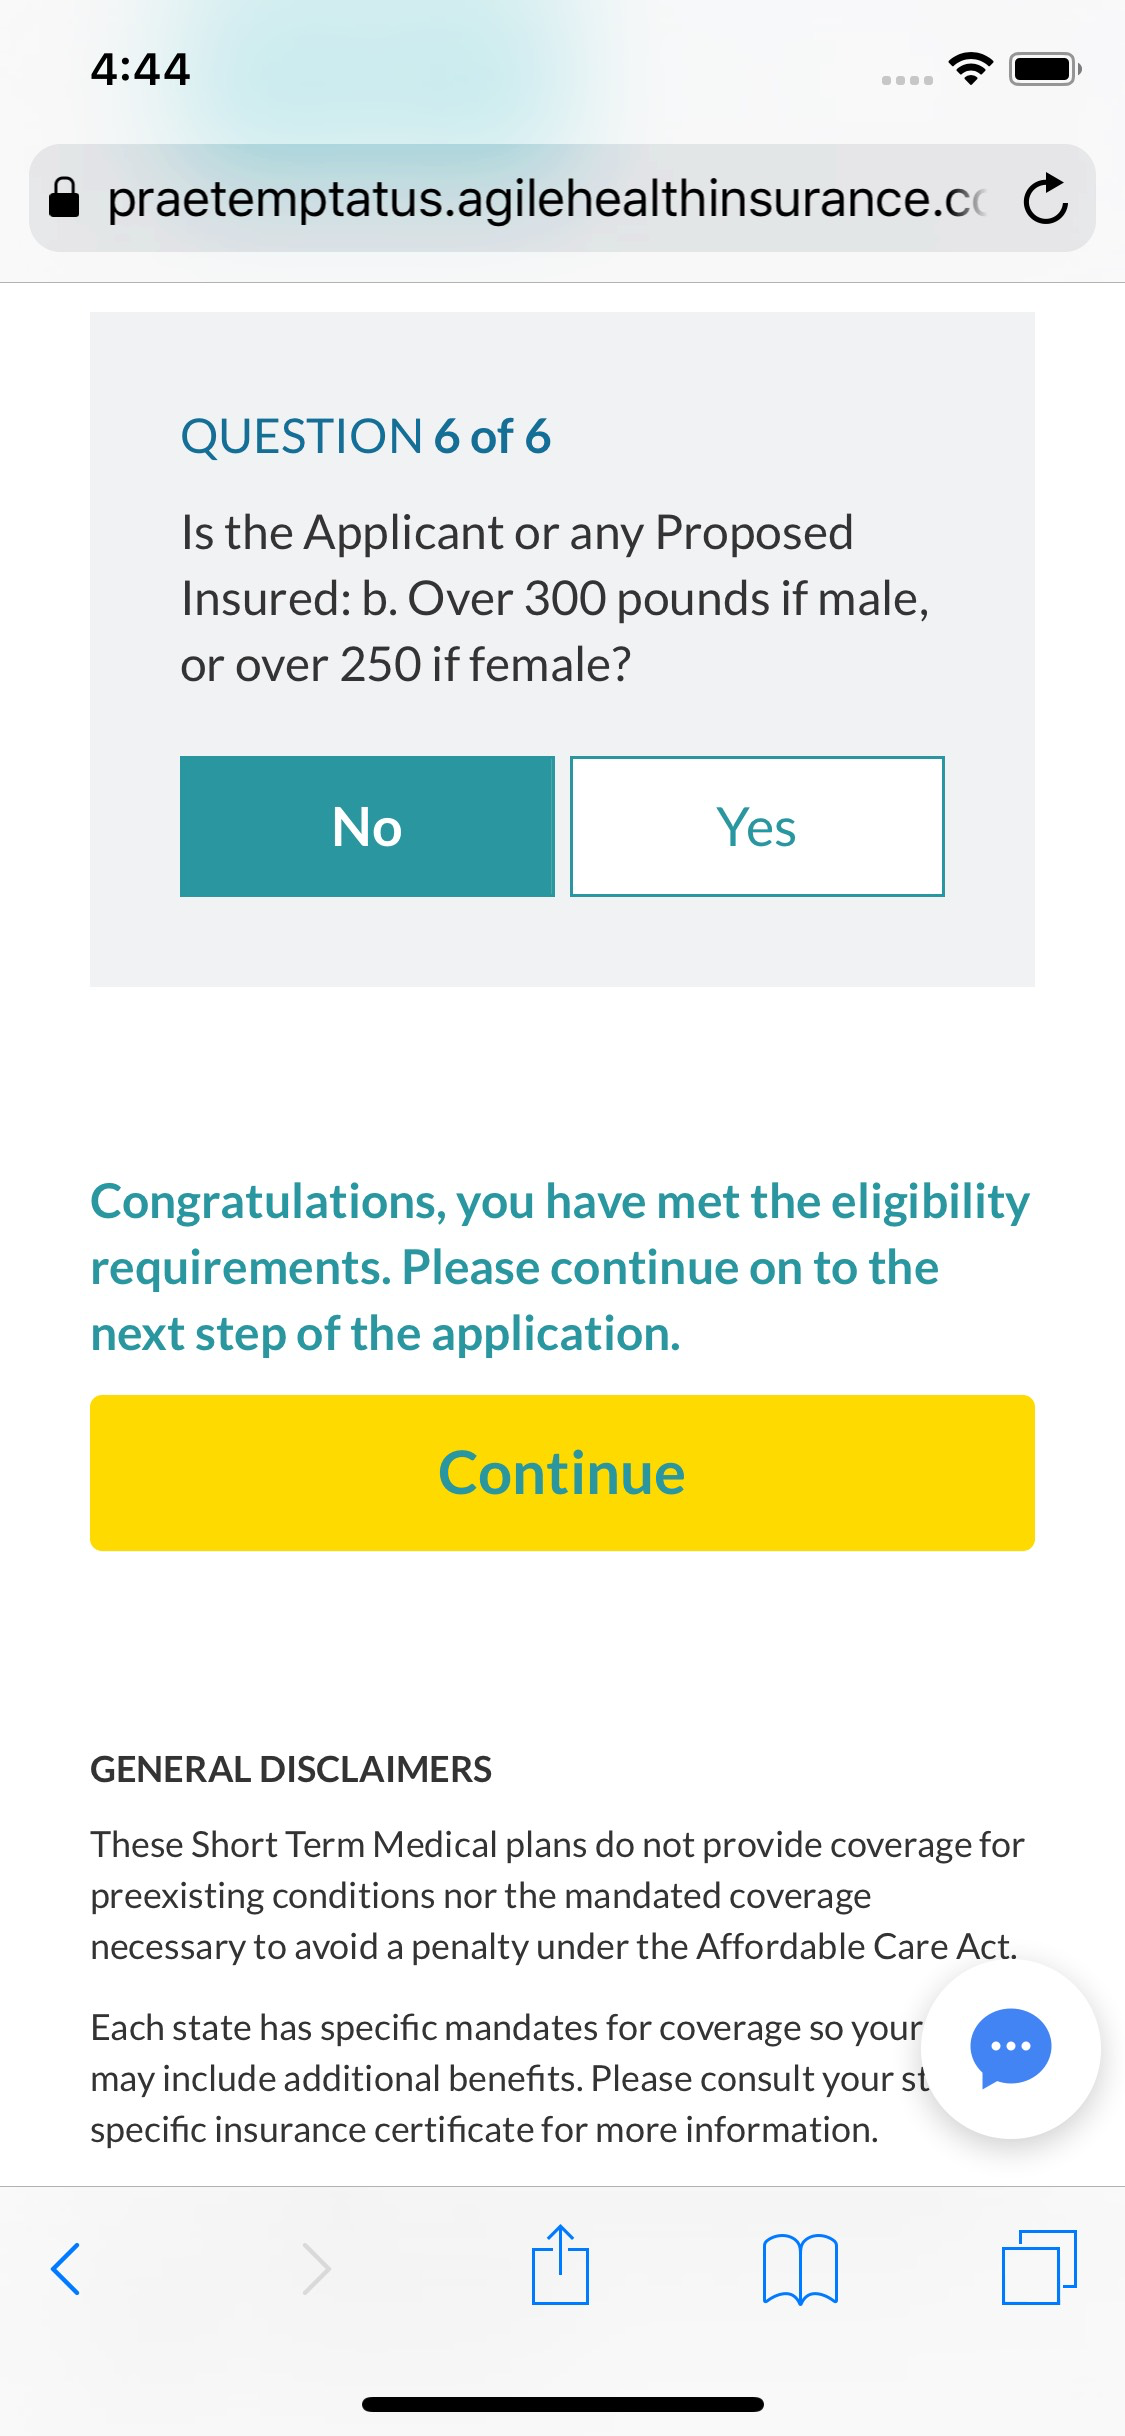 4:44
praetemptatus.agilehealthinsurance.c
QUESTION 6 of 6
Is the Applicant or any Proposed
Insured: b. Over 300 pounds if male,
or over 250 if female?
No Yes
Congratulations, you have met the eligibility
requirements. Please continue on to the
next step of the application.
Continue
GENERAL DISCLAIMERS
These Short Term Medical plans do not provide coverage for
preexisting conditions nor the mandated coverage
necessary to avoid a penalty under the Affordable Care Act.
Each state has specific mandates for coverage so your
may include additional benefits. Please consult your st
specific insurance certificate for more information.